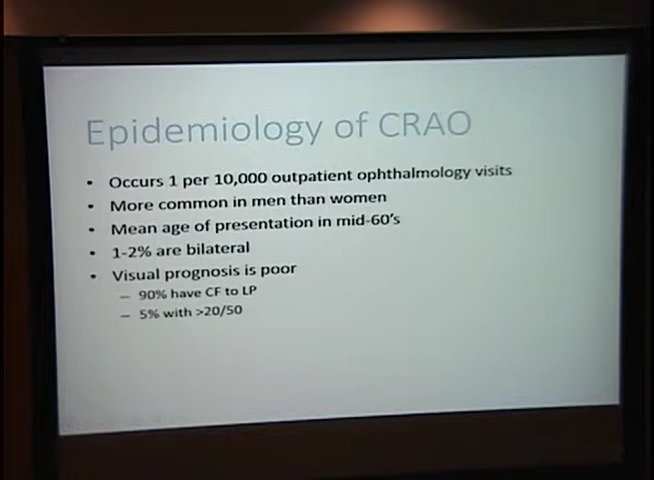 Epidemiology of CRAO
• Occurs 1 per 10,000 outpatient ophthalmology visits
• More common in men than women
• Mean age of presentation in mid-60's
• 1-2% are bilateral
• Visual prognosis is poor
– 90% have CF to LP
– 5% with >20/50